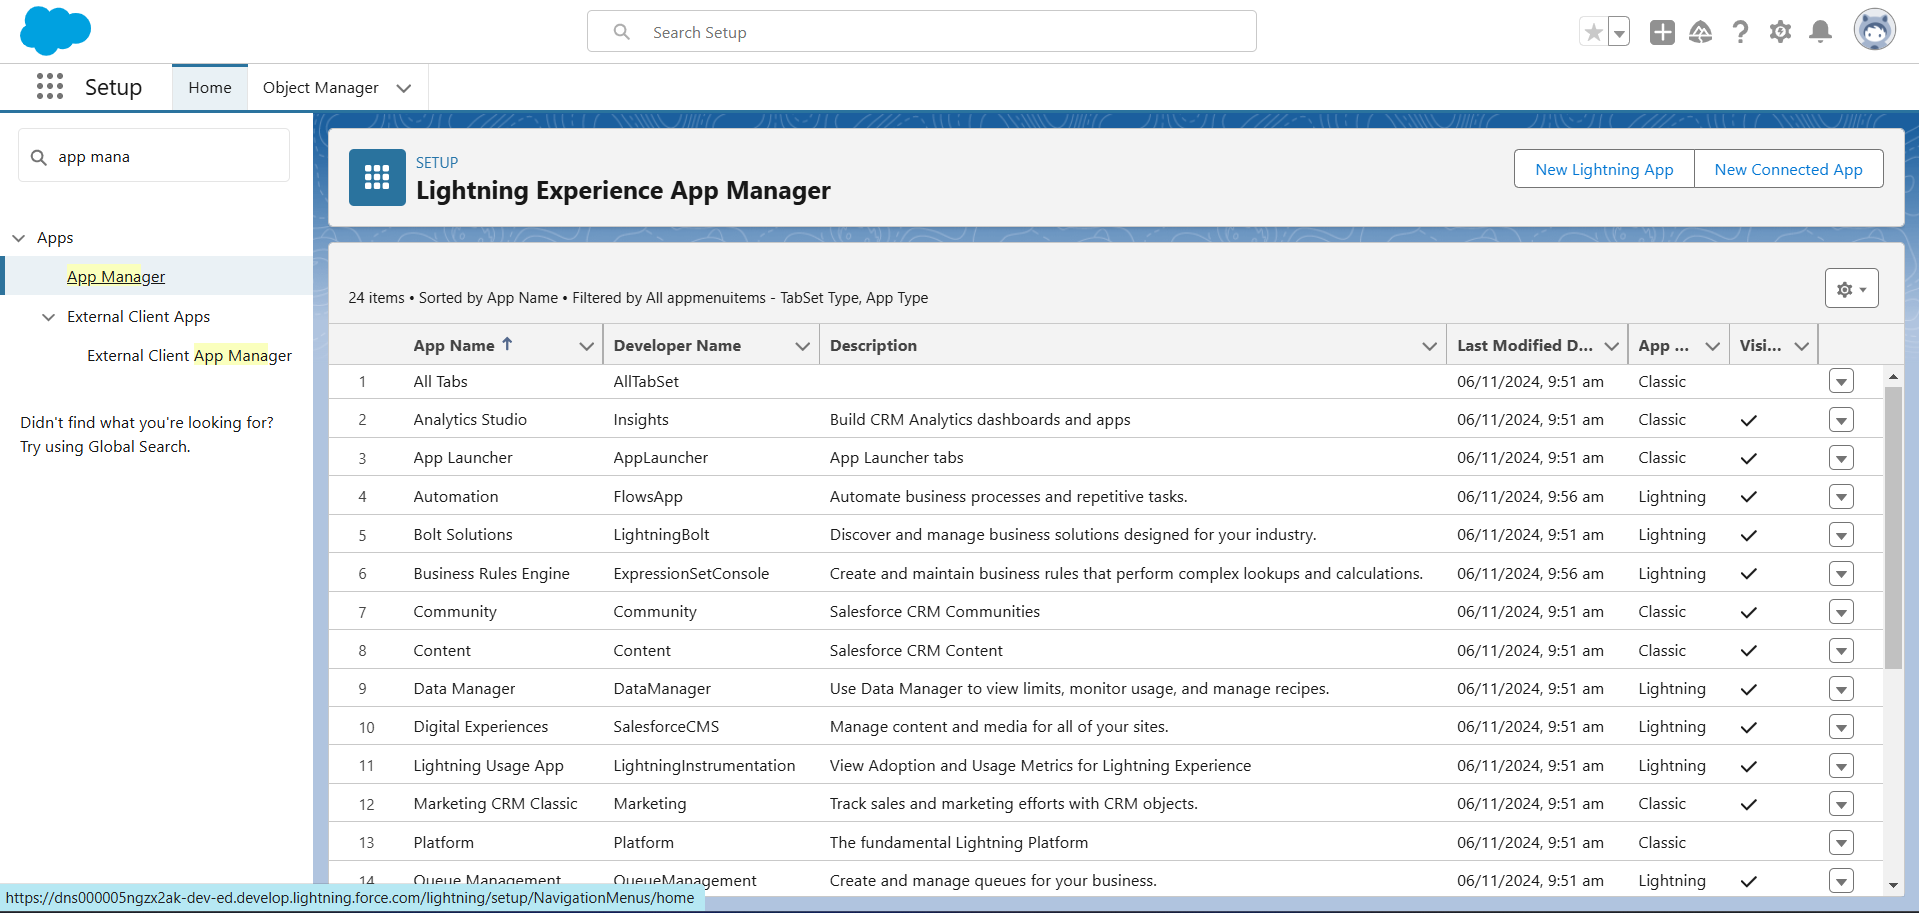 Search Setup
Setup
Home
Object Manager
app mana
Apps
App Manager
External Client Apps
External Client App Manager
Didn't find what you're looking for?
Try using Global Search.
SETUP
Lightning Experience App Manager
New Lightning App
New Connected App
24 items • Sorted by App Name • Filtered by All appmenuitems - TabSet Type, App Type
App Name Developer Name Description Last Modified D... App ... Visi...
1 All Tabs AllTabSet 06/11/2024, 9:51 am Classic
2 Analytics Studio Insights Build CRM Analytics dashboards and apps 06/11/2024, 9:51 am Classic
3 App Launcher AppLauncher App Launcher tabs 06/11/2024, 9:51 am Classic
4 Automation FlowsApp Automate business processes and repetitive tasks. 06/11/2024, 9:56 am Lightning
5 Bolt Solutions LightningBolt Discover and manage business solutions designed for your industry. 06/11/2024, 9:51 am Lightning
6 Business Rules Engine ExpressionSetConsole Create and maintain business rules that perform complex lookups and calculations. 06/11/2024, 9:56 am Lightning
7 Community Community Salesforce CRM Communities 06/11/2024, 9:51 am Classic
8 Content Content Salesforce CRM Content 06/11/2024, 9:51 am Classic
9 Data Manager DataManager Use Data Manager to view limits, monitor usage, and manage recipes. 06/11/2024, 9:51 am Lightning
10 Digital Experiences SalesforceCMS Manage content and media for all of your sites. 06/11/2024, 9:51 am Lightning
11 Lightning Usage App LightningInstrumentation View Adoption and Usage Metrics for Lightning Experience 06/11/2024, 9:51 am Lightning
12 Marketing CRM Classic Marketing Track sales and marketing efforts with CRM objects. 06/11/2024, 9:51 am Classic
13 Platform Platform The fundamental Lightning Platform 06/11/2024, 9:51 am Classic
14 Queue Management QueueManagement Create and manage queues for your business. 06/11/2024, 9:51 am Lightning
https://dns000005ngzx2ak-dev-ed.develop.lightning.force.com/lightning/setup/NavigationMenus/home